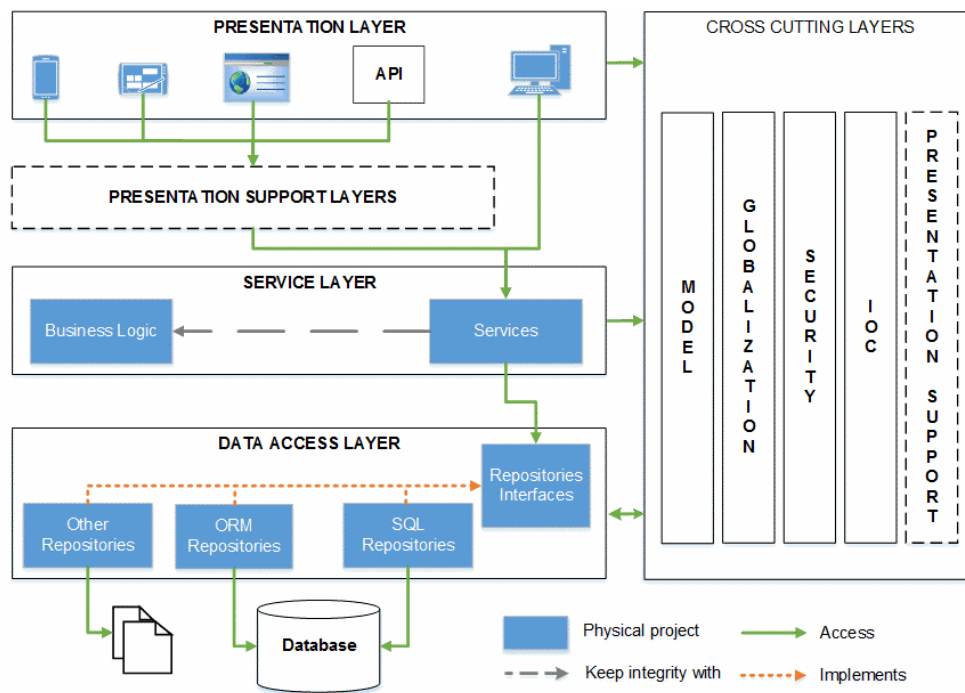 PRESENTATION LAYER
API
PRESENTATION SUPPORT LAYERS
SERVICE LAYER
Business Logic
Services
DATA ACCESS LAYER
Repositories
Interfaces
Other
Repositories
ORM
Repositories
SQL
Repositories
Database
CROSS CUTTING LAYERS
MODEL
GLOBALIZATION
SECURITY
IOC
PRESENTATION SUPPORT
Physical project
Access
Keep integrity with
Implements